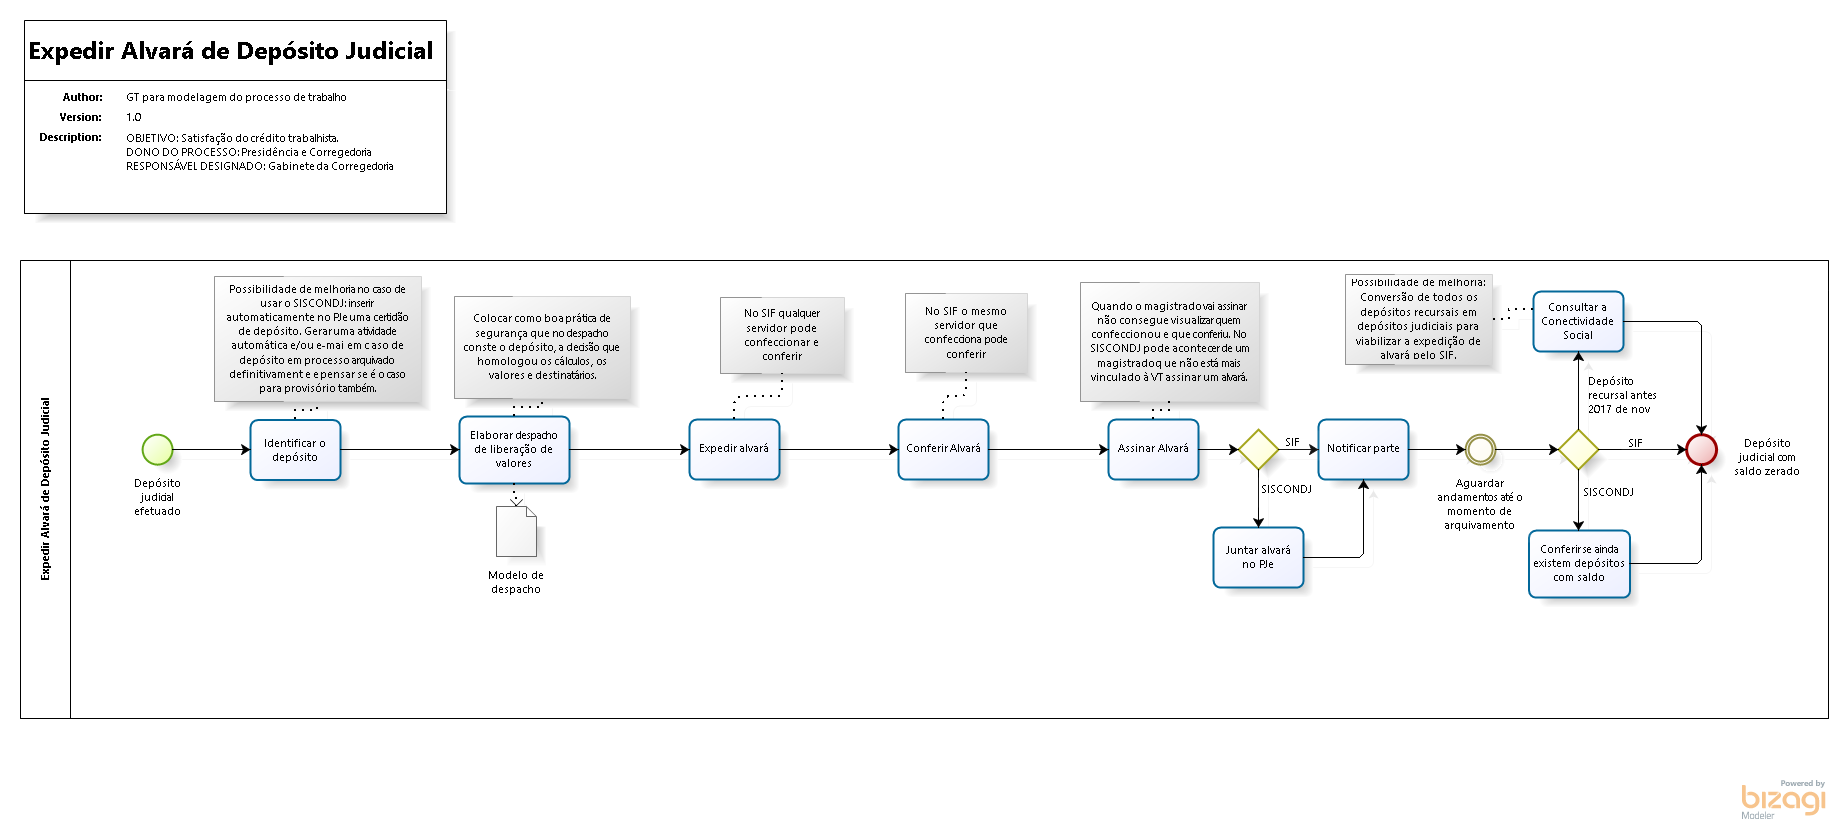 Expedir Alvará de Depósito Judicial
Author: GT para modelagem do processo de trabalho
Version: 1.0
Description: OBJETIVO: Satisfação do crédito trabalhista.
DONO DO PROCESSO: Presidência e Corregedoria
RESPONSÁVEL DESIGNADO: Gabinete da Corregedoria
Expedir Alvará de Depósito Judicial
Depósito
judicial
efetuado
Possibilidade de melhoria no caso de
usar o SISCONDJ: inserir
automaticamente no PJe uma certidão
de depósito. Gerar uma atividade
automática e/ou e-mai em caso de
depósito em processo arquivado
definitivament e epensar se é o caso
para provisório também.
Identificar o
depósito
Colocar como boa prática de
segurança que no despacho
conste o depósito, a decisão que
homologou os cálculos, os
valores e destinatários.
Elaborar despacho
de liberação de
valores
Modelo de
despacho
No SIF qualquer
servidor pode
confeccionar e
conferir
Expedir alvará
No SIF o mesmo
servidor que
confecciona pode
conferir
Conferir Alvará
Quando o magistrado vai assinar
não consegue visualizar quem
confeccionou e que conferiu. No
SISCONDJ pode acontecer de um
magistradoq ue não está mais
vinculado à VT assinar um alvará.
Assinar Alvará
SIF
SISCONDJ
Juntar alvará
no PJe
Notificar parte
Aguardar
andamentos até o
momento de
arquivamento
Possibilidade de melhoria:
Conversão de todos os
depósitos recursais em
depósitos judiciais para
viabilizar a expedição de
alvará pelo SIF.
Consultar a
Conectividade
Social
Depósito
recursal antes
2017 de nov
SIF
SISCONDJ
Conferir se ainda
existem depósitos
com saldo
Depósito
judicial com
saldo zerado
Powered by
bizagi
Modeler